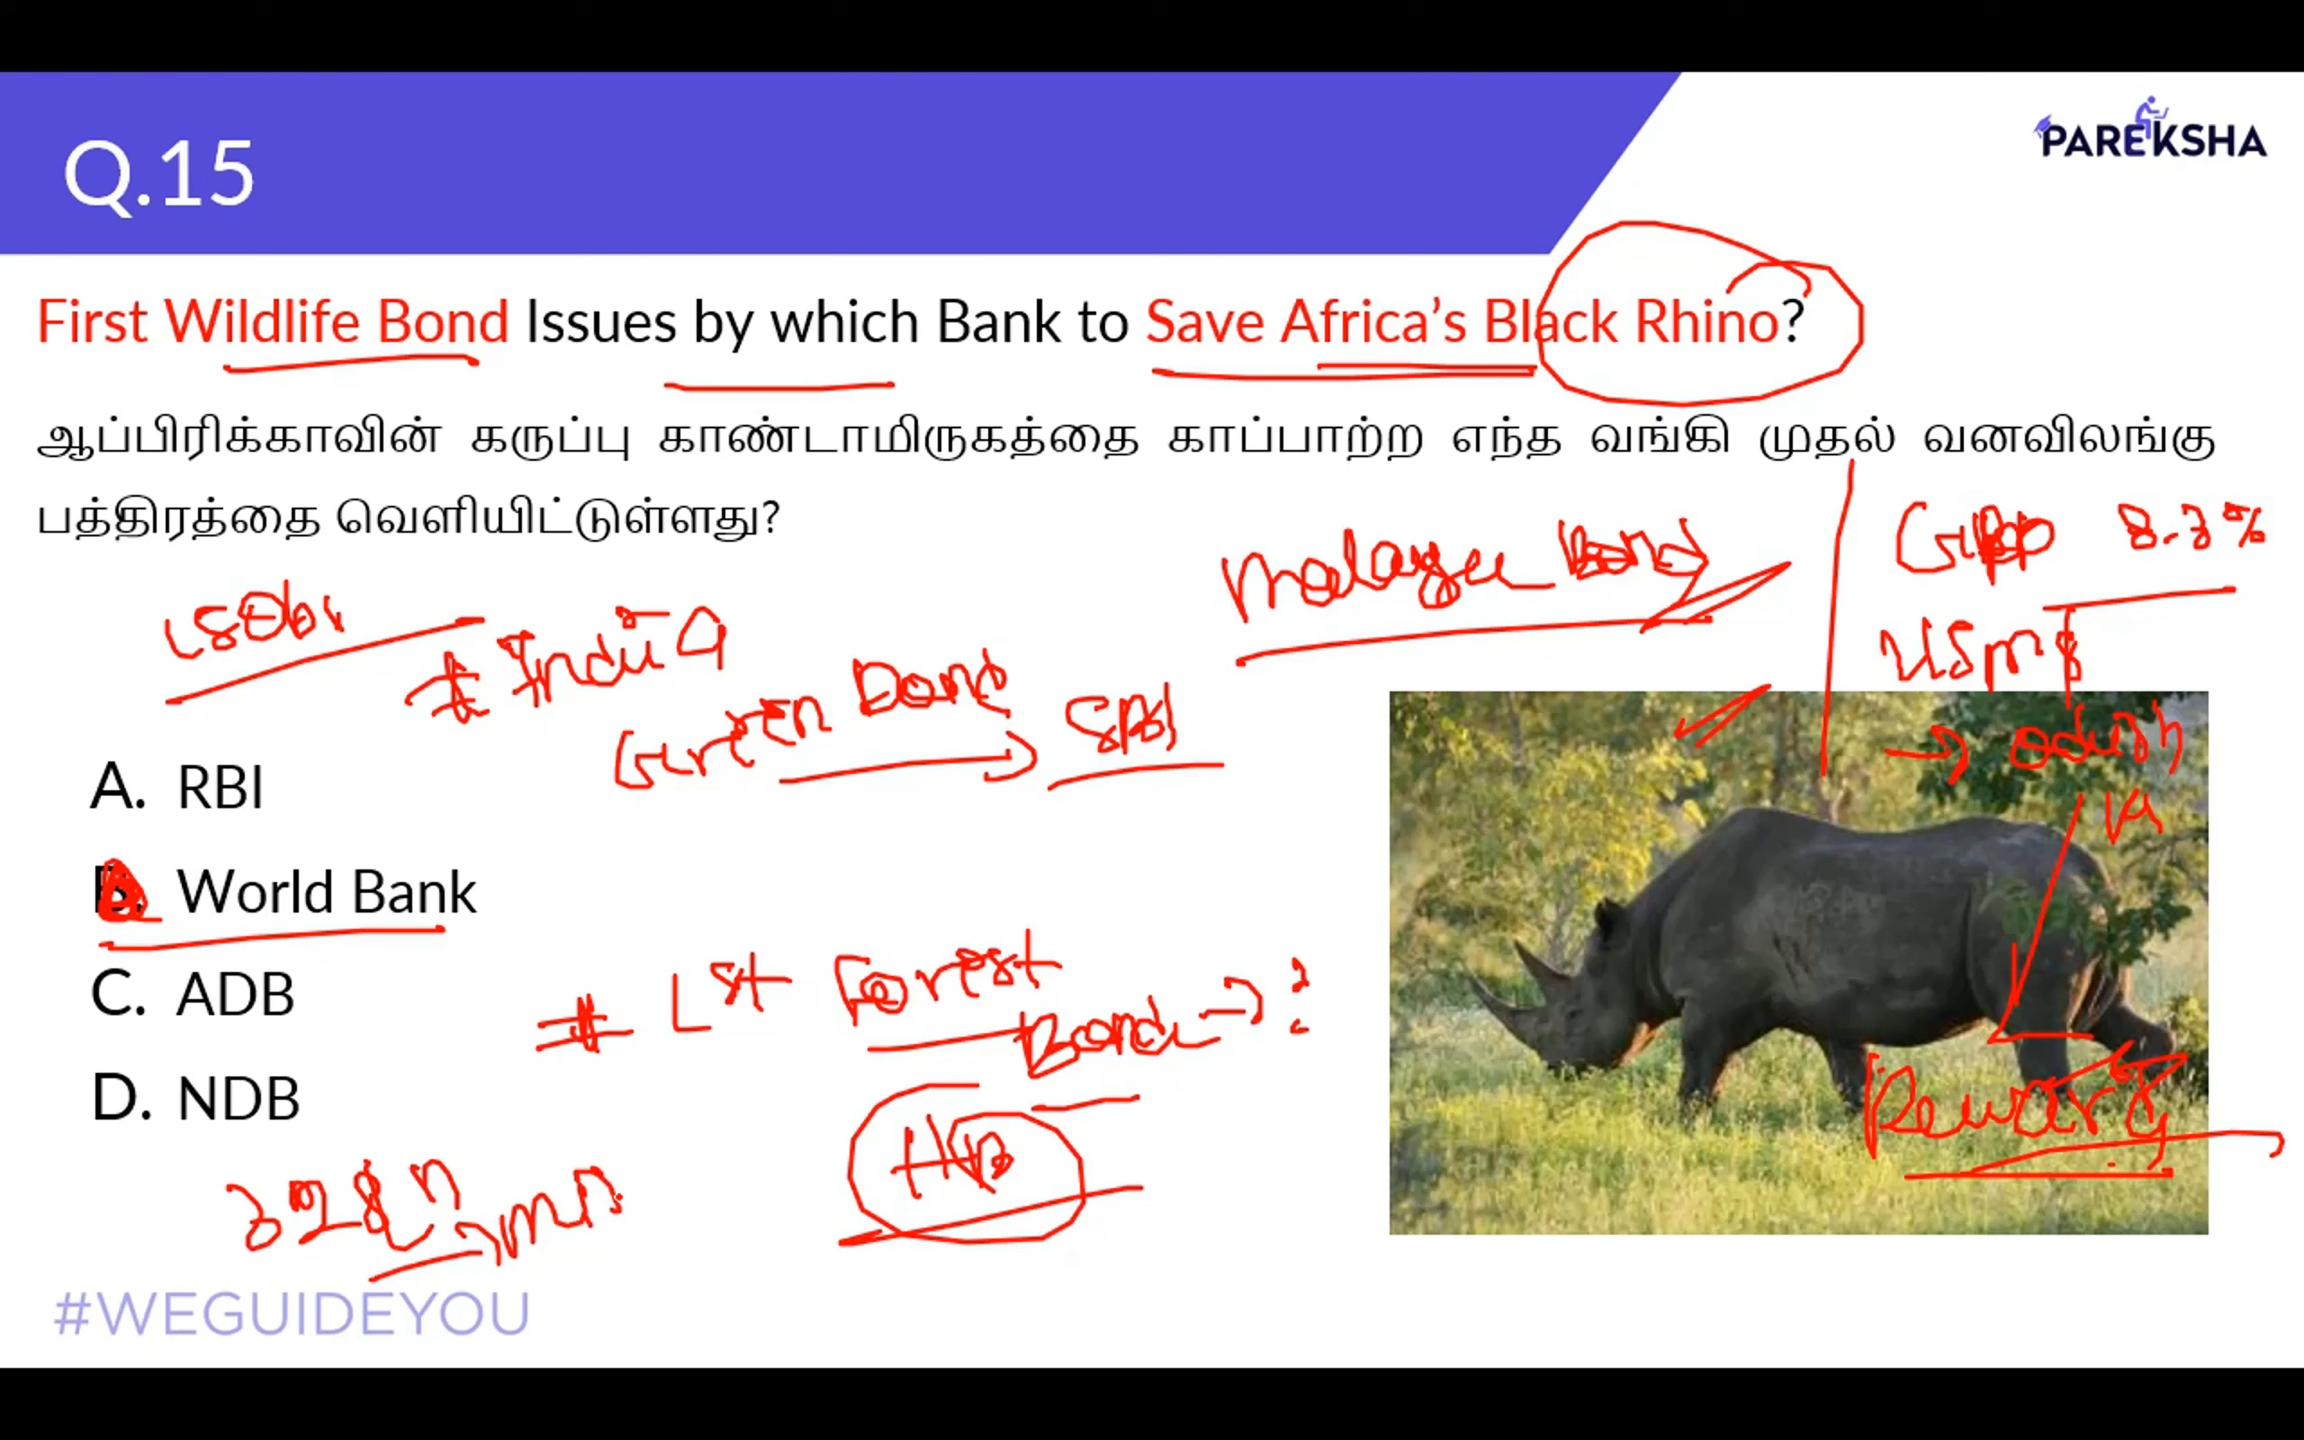 Q.15
PAREKSHA
First Wildlife Bond Issues by which Bank to Save Africa's Black Rhino?
ஆப்பிரிக்காவின் கருப்பு காண்டாமிருகத்தை காப்பாற்ற எந்த வங்கி முதல் வனவிலங்கு
பத்திரத்தை வெளியிட்டுள்ளது?
8.3%
# India
Green Bond → SBI
A. RBI
B. World Bank
C. ADB
D. NDB
# 1st Forest
Bond → ?
Reward
#WEGUIDEYOU